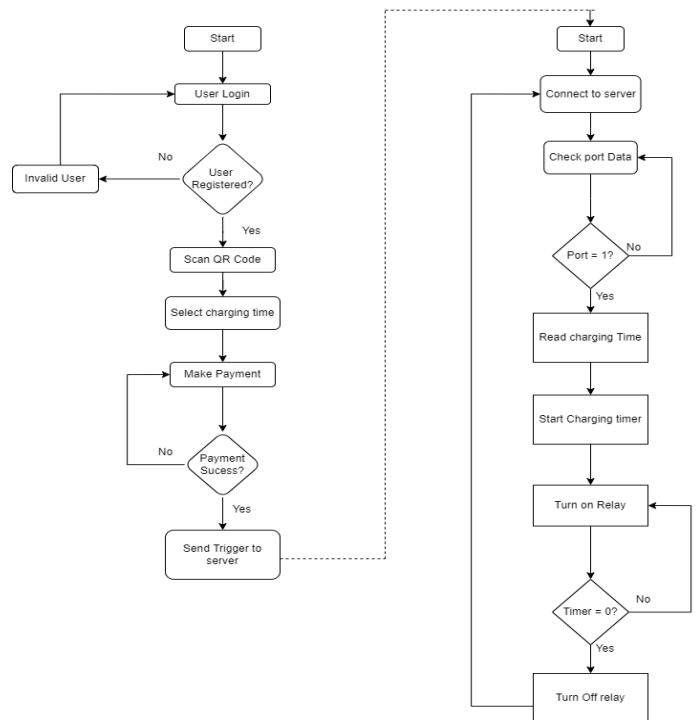 Start
User Login
No
User
Registered?
Invalid User
Yes
Scan QR Code
Select charging time
Make Payment
No
Payment
Sucess?
Yes
Send Trigger to
server
Start
Connect to server
Check port Data
No
Port = 1?
Yes
Read charging Time
Start Charging timer
Turn on Relay
No
Timer = 0?
Yes
Turn Off relay